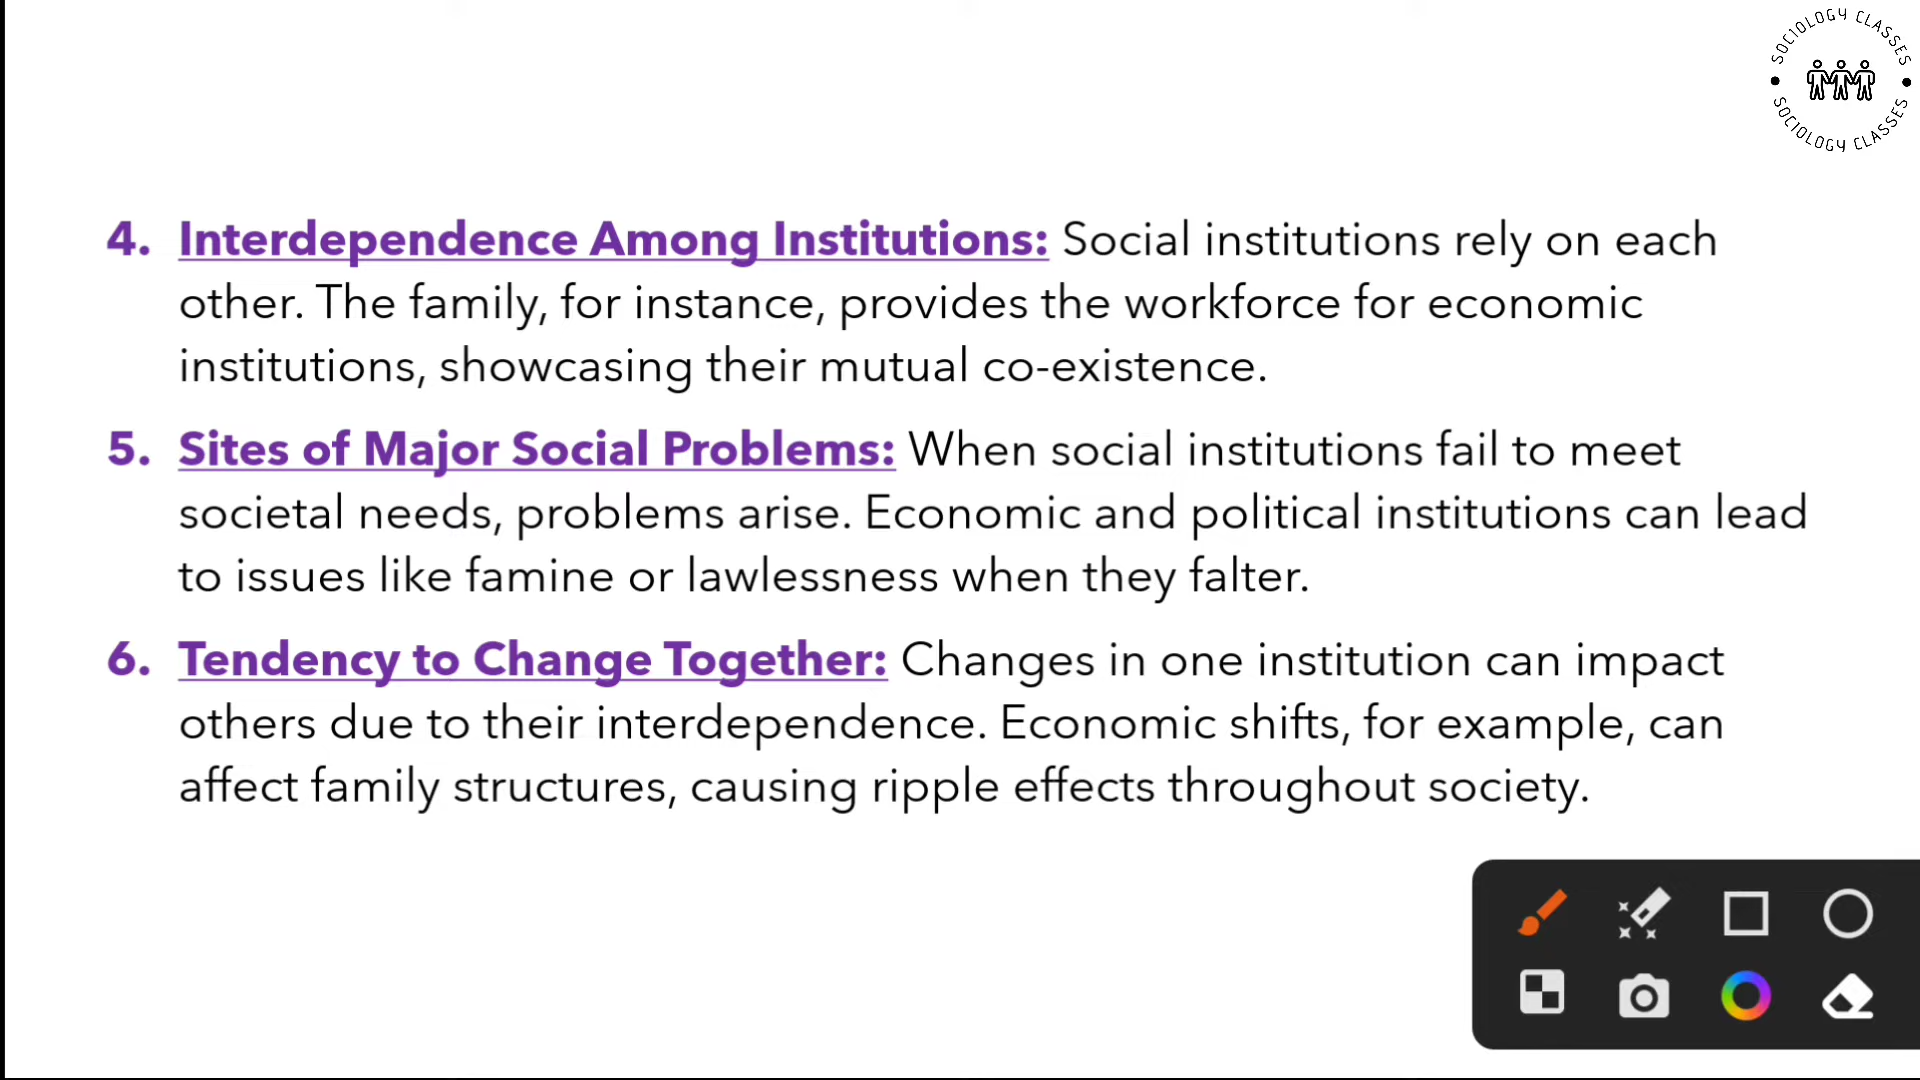 SOCIOLOGY CLASSES
SOCIOLOGY CLASSES
4. Interdependence Among Institutions: Social institutions rely on each
other. The family, for instance, provides the workforce for economic
institutions, showcasing their mutual co-existence.
5. Sites of Major Social Problems: When social institutions fail to meet
societal needs, problems arise. Economic and political institutions can lead
to issues like famine or lawlessness when they falter.
6. Tendency to Change Together: Changes in one institution can impact
others due to their interdependence. Economic shifts, for example, can
affect family structures, causing ripple effects throughout society.